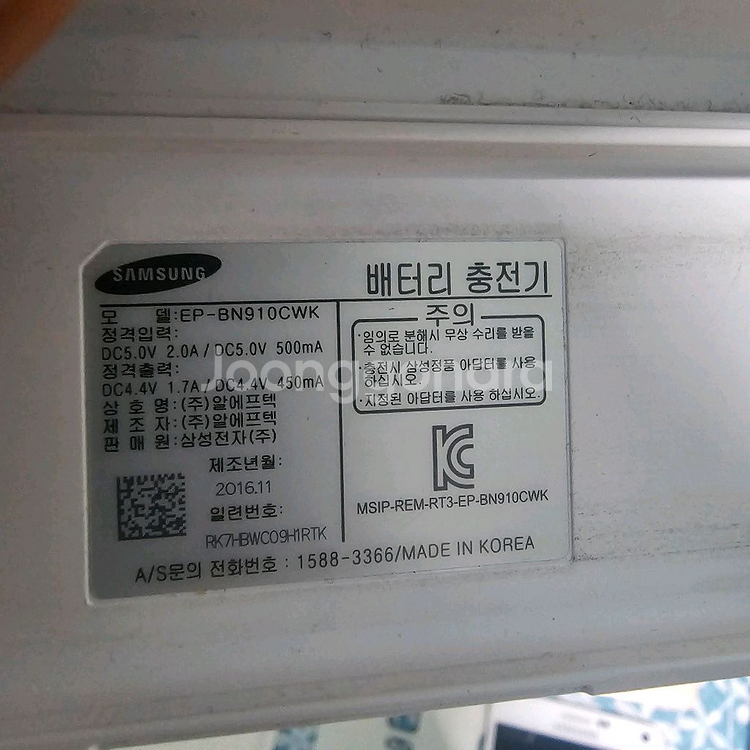 SAMSUNG
배터리 충전기
모 델:EP-BN910CWK
정격입력:
DC5.0V 2.0A / DC5.0V 500mA
정격출력:
DC4.4V 1.7A / DC4.4V 450mA
상 호 명:(주)알에프텍
제 조 자:(주)알에프텍
판 매 원:삼성전자(주)
제조년월:
2016.11
일련번호:
RK7HBWC09H1RTK
주의
·임의로 분해시 무상 수리를 받을
수 없습니다.
·충전시 삼성정품 아답터를 사용
하십시오.
·지정된 아답터를 사용 하십시오.
MSIP-REM-RT3-EP-BN910CWK
A/S문의 전화번호 : 1588-3366/MADE IN KOREA
Joonggonara